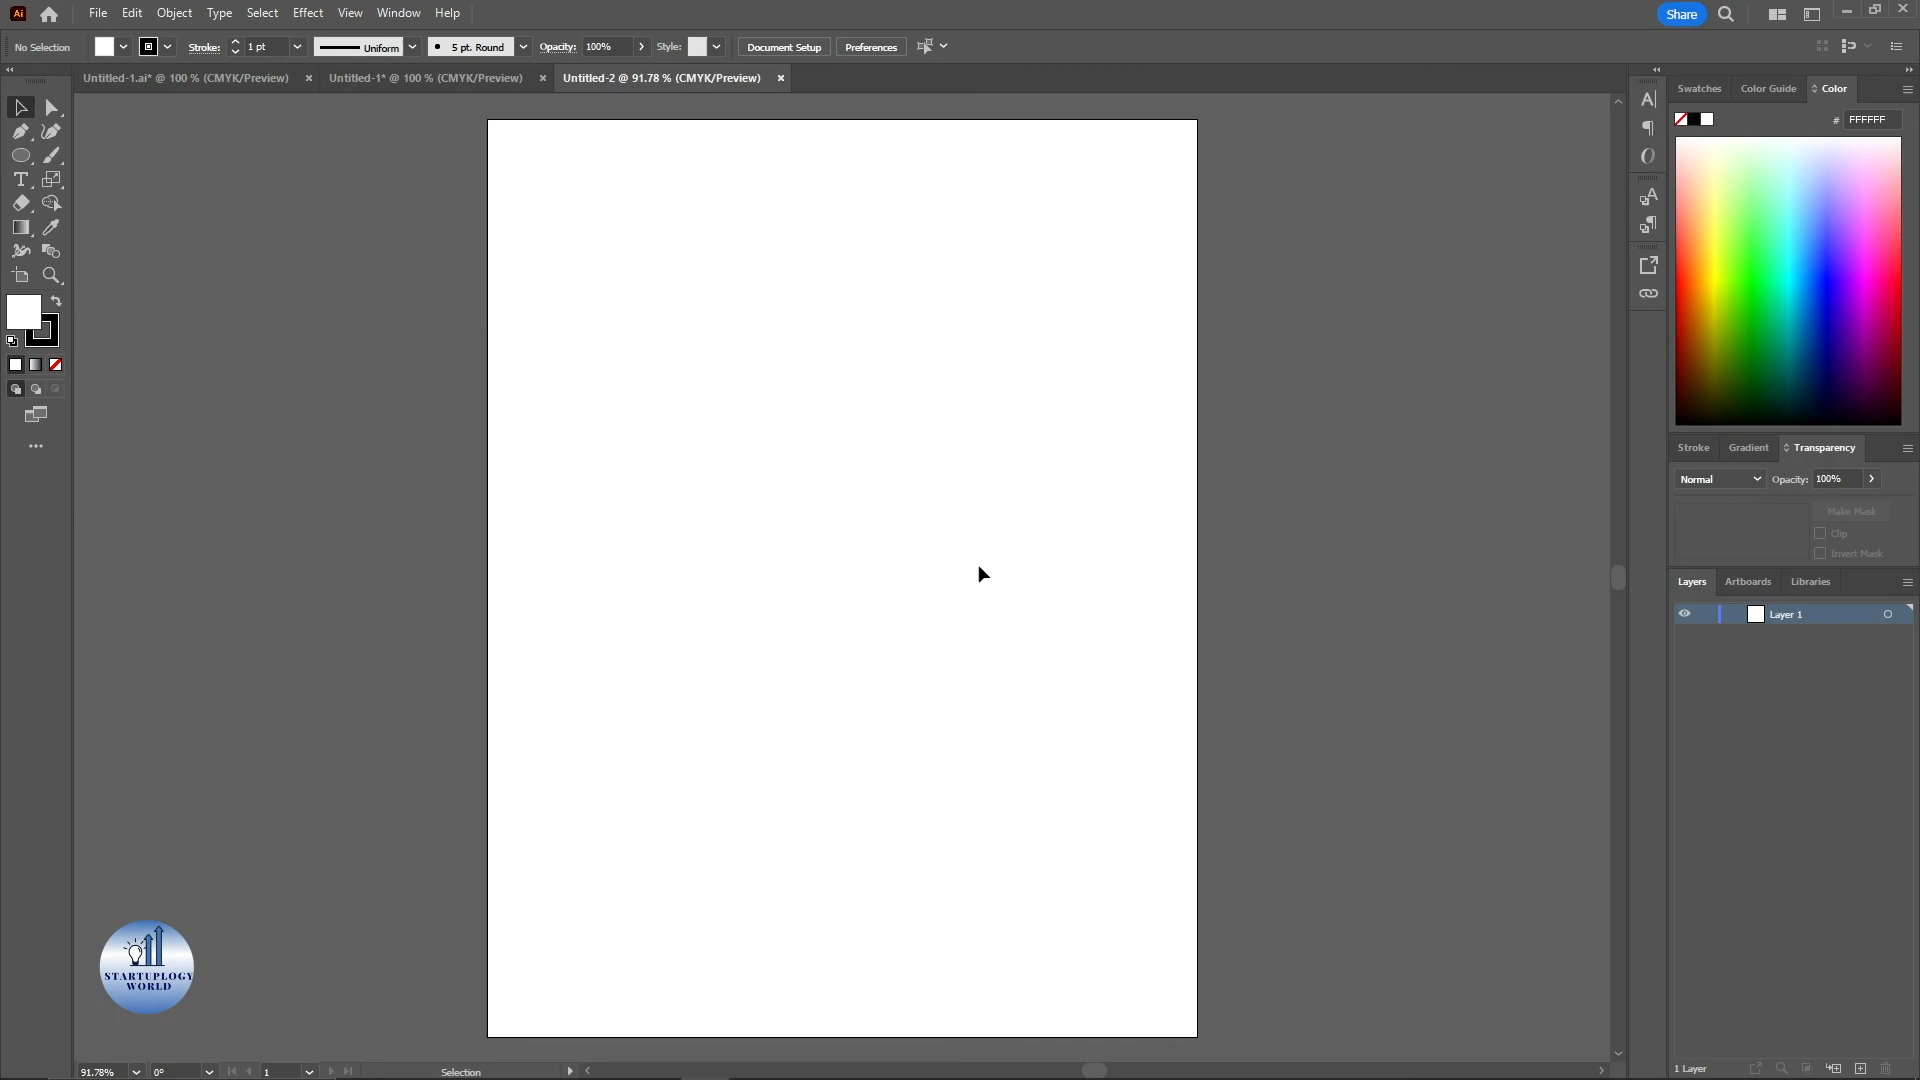 Ai File Edit Object Type Select Effect View Window Help Share
No Selection Stroke: 1 pt Uniform 5 pt. Round Opacity: 100% Style: Document Setup Preferences
Untitled-1.ai* @ 100 % (CMYK/Preview) × Untitled-1* @ 100 % (CMYK/Preview) × Untitled-2 @ 91.78 % (CMYK/Preview) ×
Swatches Color Guide Color
# FFFFFF
Stroke Gradient Transparency
Normal Opacity: 100%
Make Mask
Clip
Invert Mask
Layers Artboards Libraries
Layer 1
STARTUPLOGY
WORLD
91.78% 0° 1 Selection
1 Layer